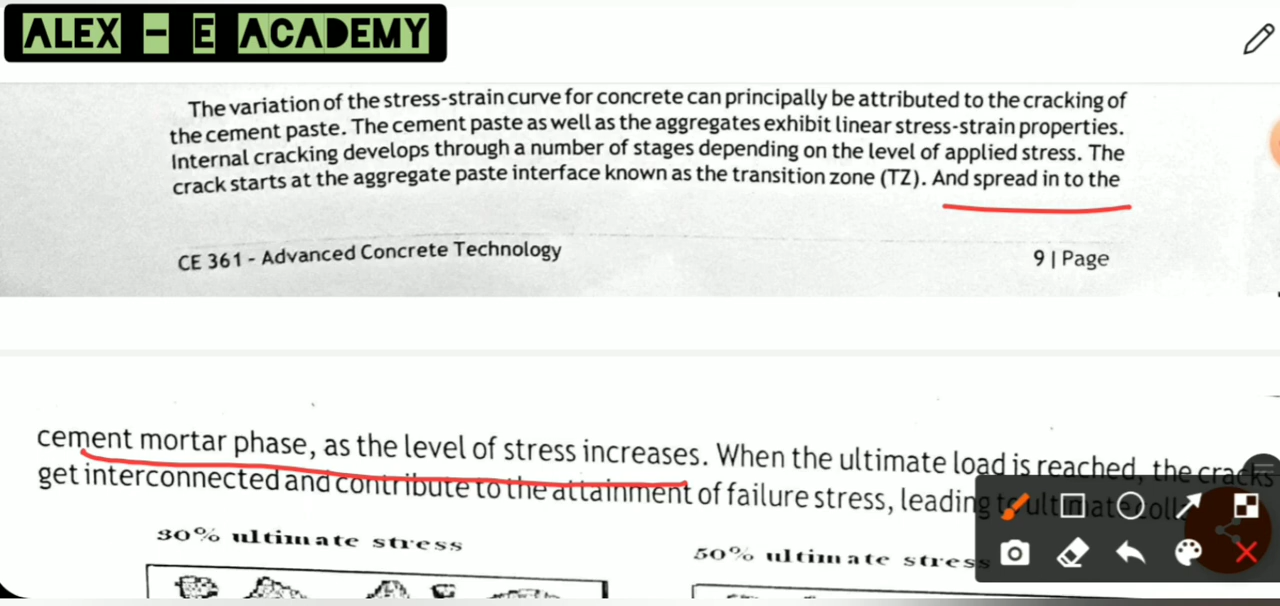 ALEX - E ACADEMY
The variation of the stress-strain curve for concrete can principally be attributed to the cracking of
the cement paste. The cement paste as well as the aggregates exhibit linear stress-strain properties.
Internal cracking develops through a number of stages depending on the level of applied stress. The
crack starts at the aggregate paste interface known as the transition zone (TZ). And spread in to the
CE 361 - Advanced Concrete Technology
9 | Page
cement mortar phase, as the level of stress increases. When the ultimate load is reached, the cracks
get interconnected and contribute to the attainment of failure stress, leading to ultimate
30% ultimate stress
50% ultimate stress